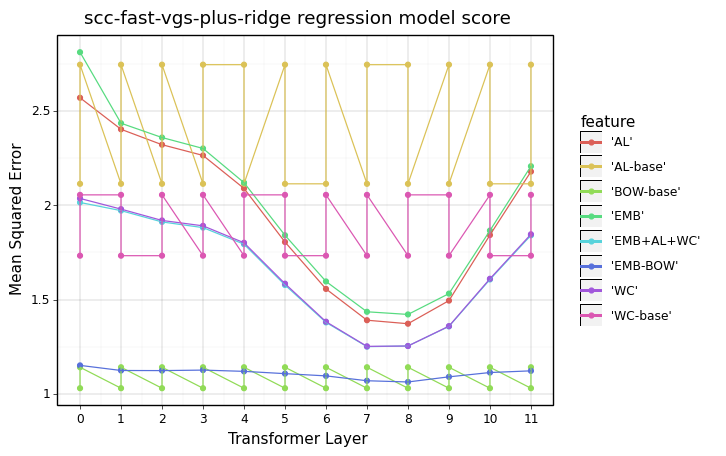 scc-fast-vgs-plus-ridge regression model score
Mean Squared Error
2.5
2
1.5
1
0 1 2 3 4 5 6 7 8 9 10 11
Transformer Layer
feature
'AL'
'AL-base'
'BOW-base'
'EMB'
'EMB+AL+WC'
'EMB-BOW'
'WC'
'WC-base'